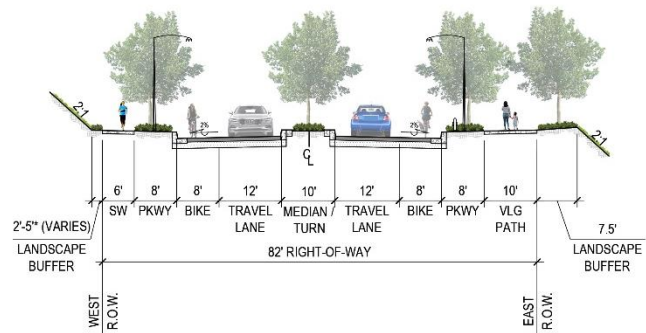 2:1
2%
2%
2:1
C
L
6' 8' 8' 12' 10' 12' 8' 8' 10'
SW PKWY BIKE TRAVEL LANE MEDIAN / TURN TRAVEL LANE BIKE PKWY VLG PATH
2'-5'* (VARIES)
LANDSCAPE
BUFFER
7.5'
LANDSCAPE
BUFFER
82' RIGHT-OF-WAY
WEST
R.O.W.
EAST
R.O.W.